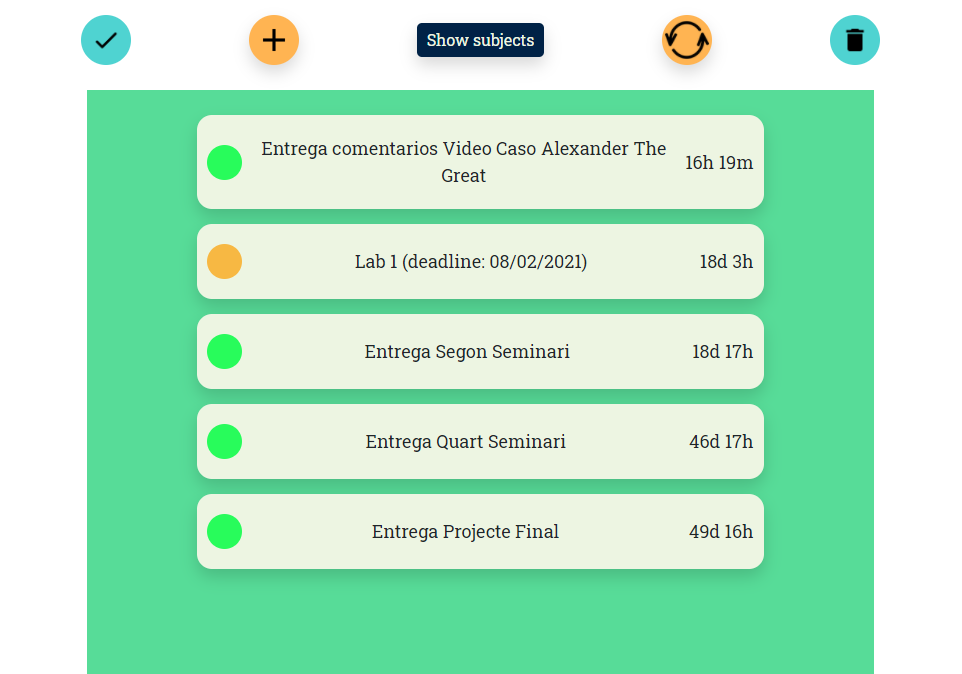 Show subjects
Entrega comentarios Video Caso Alexander The
Great
16h 19m
Lab 1 (deadline: 08/02/2021)
18d 3h
Entrega Segon Seminari
18d 17h
Entrega Quart Seminari
46d 17h
Entrega Projecte Final
49d 16h